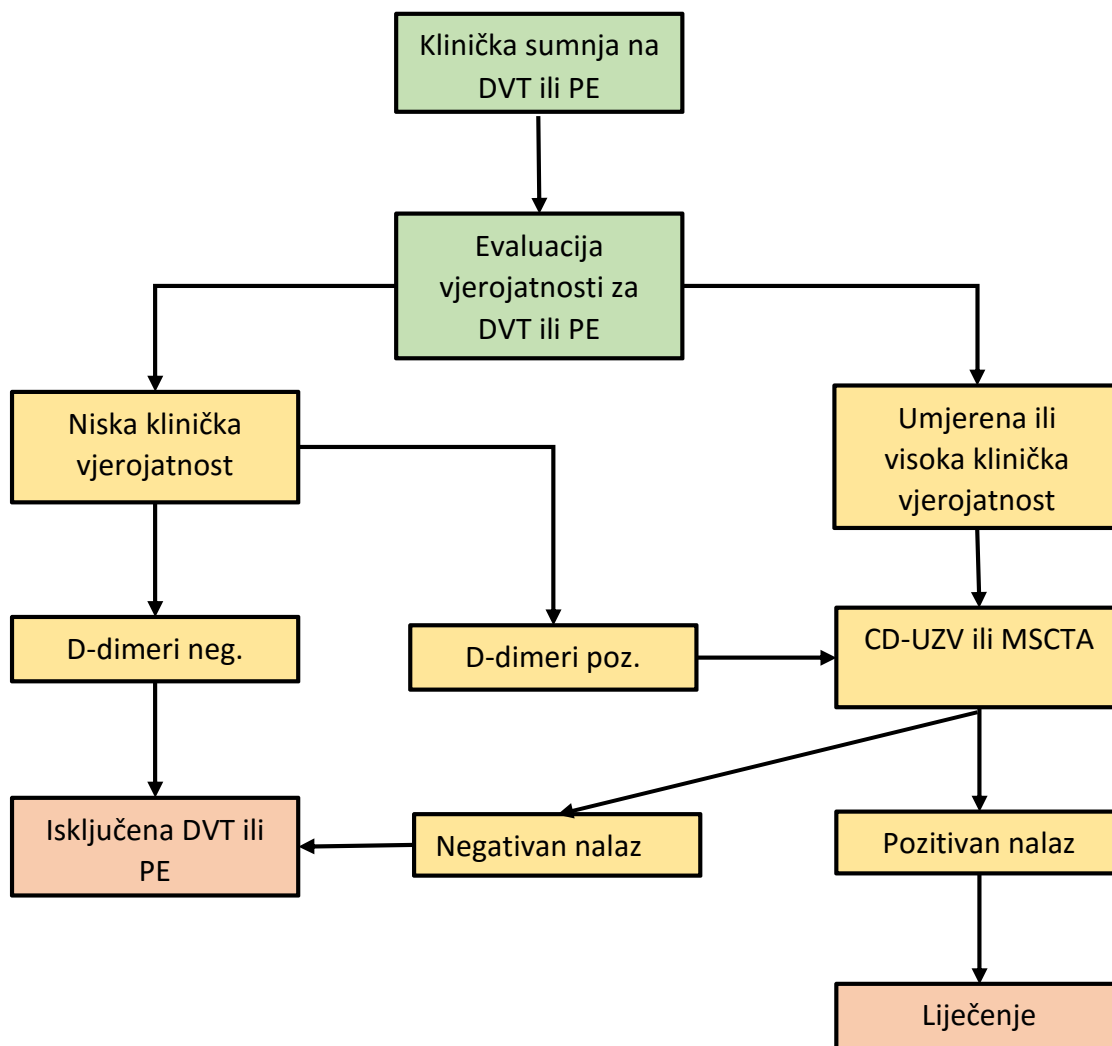 Klinička sumnja na
DVT ili PE
Evaluacija
vjerojatnosti za
DVT ili PE
Niska klinička
vjerojatnost
Umjerena ili
visoka klinička
vjerojatnost
D-dimeri neg.
D-dimeri poz.
CD-UZV ili MSCTA
Isključena DVT ili
PE
Negativan nalaz
Pozitivan nalaz
Liječenje